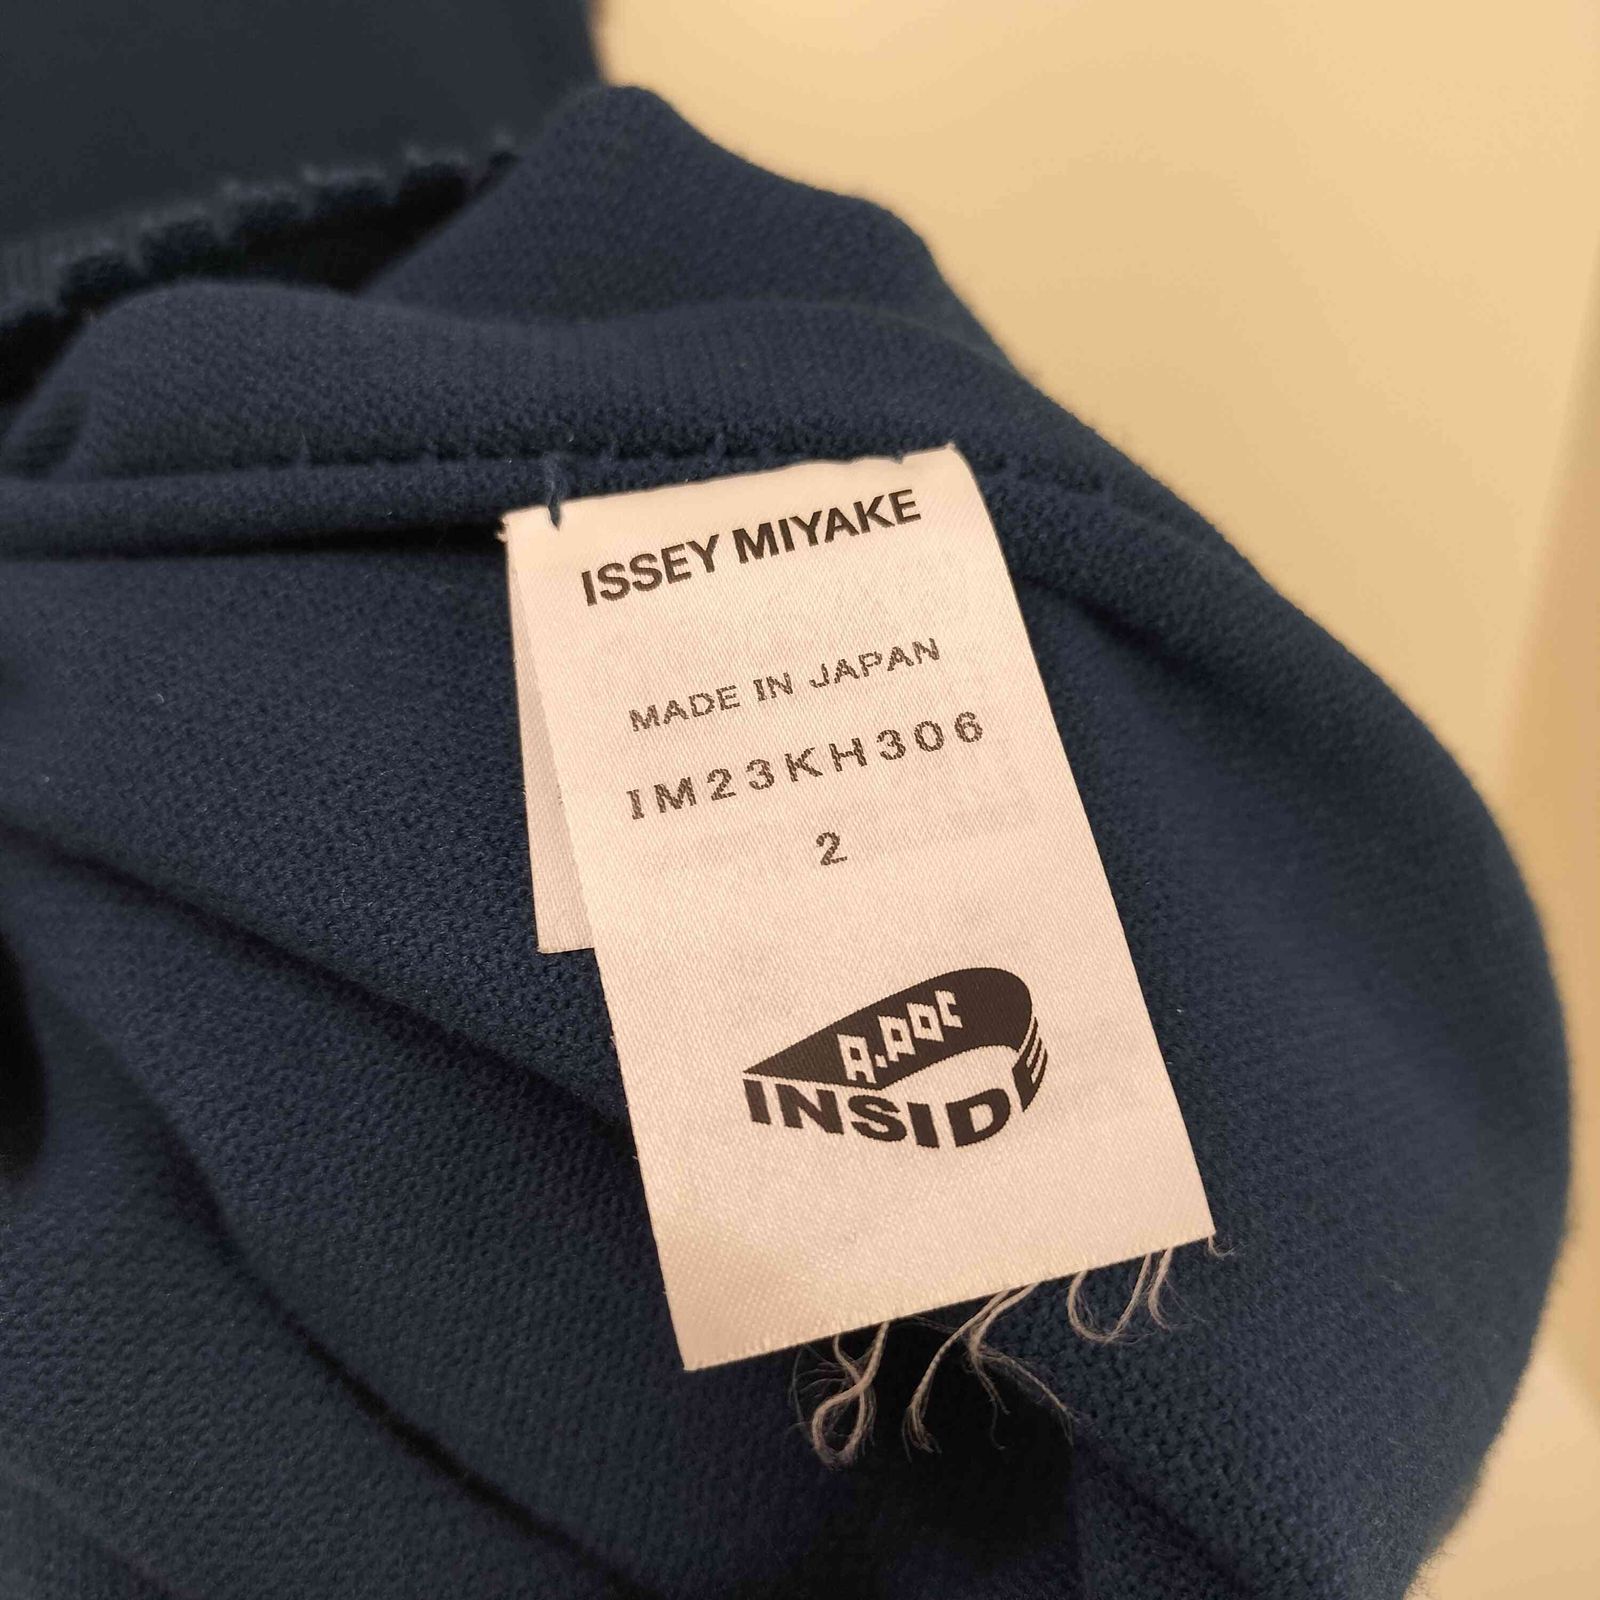 ISSEY MIYAKE
MADE IN JAPAN
IM23KH306
2
A.POC
INSIDE